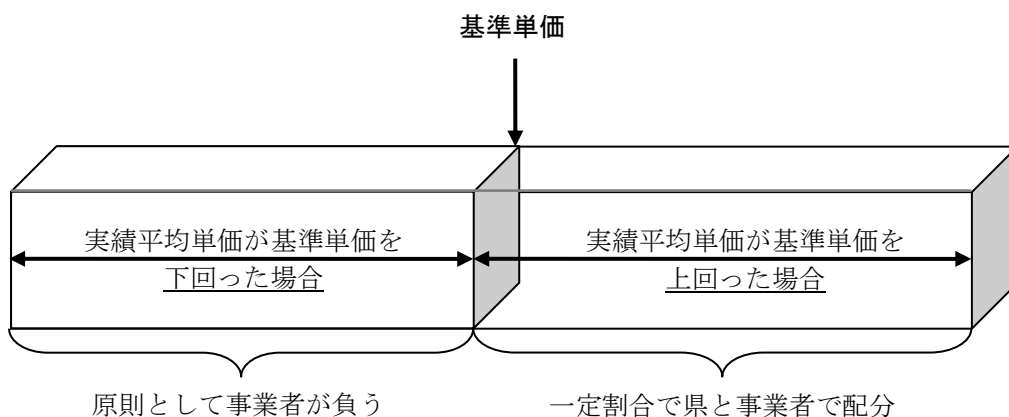 基準単価
実績平均単価が基準単価を
下回った場合
実績平均単価が基準単価を
上回った場合
原則として事業者が負う
一定割合で県と事業者で配分